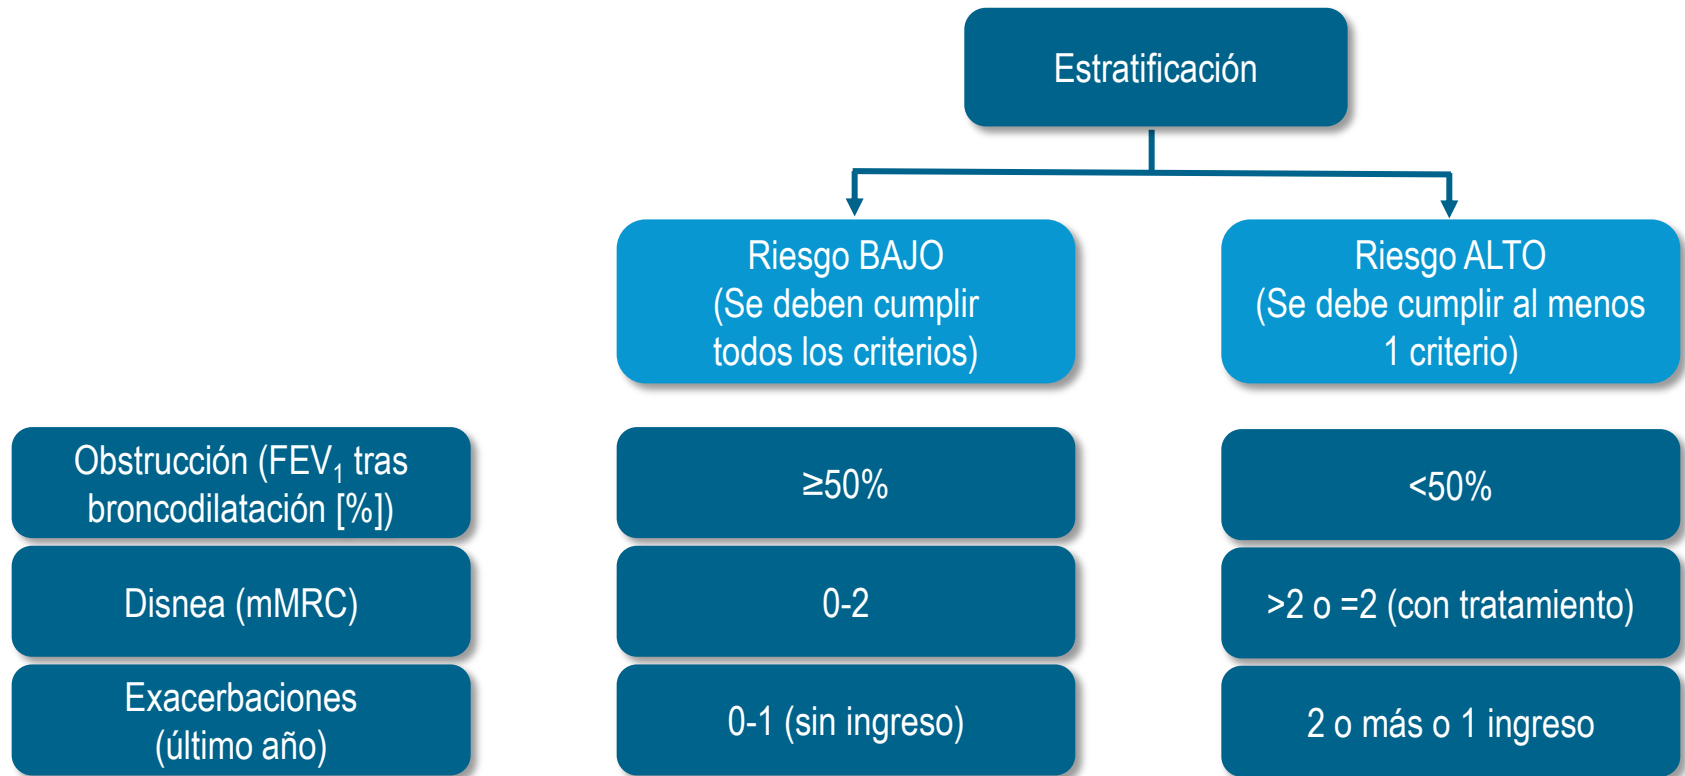 Estratificación
Riesgo BAJO
(Se deben cumplir
todos los criterios)
Riesgo ALTO
(Se debe cumplir al menos
1 criterio)
Obstrucción (FEV₁ tras
broncodilatación [%])
≥50%
<50%
Disnea (mMRC)
0-2
>2 o =2 (con tratamiento)
Exacerbaciones
(último año)
0-1 (sin ingreso)
2 o más o 1 ingreso